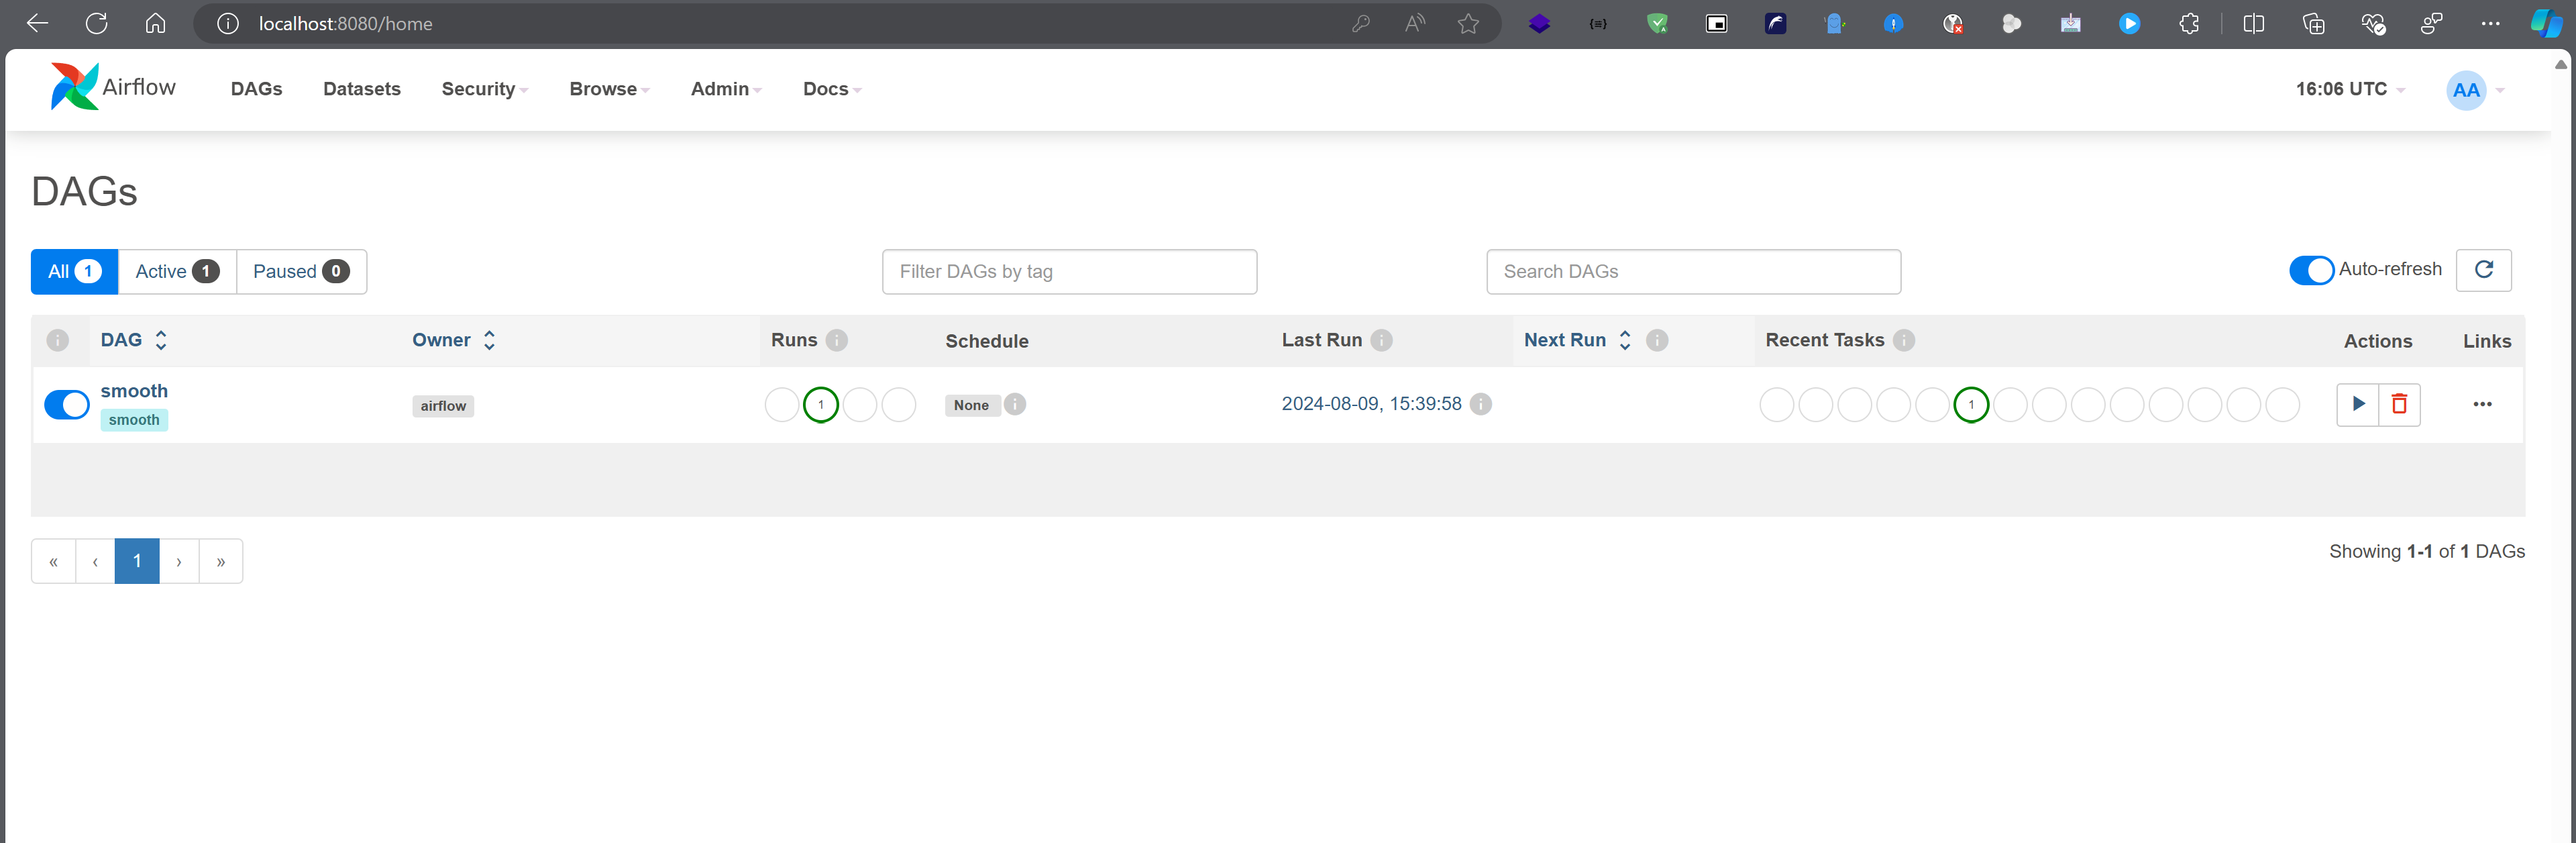 localhost:8080/home
Airflow DAGs Datasets Security Browse Admin Docs 16:06 UTC AA
DAGs
All 1 Active 1 Paused 0 Filter DAGs by tag Search DAGs Auto-refresh
DAG Owner Runs Schedule Last Run Next Run Recent Tasks Actions Links
smooth
smooth airflow 1 None 2024-08-09, 15:39:58 1
« ‹ 1 › » Showing 1-1 of 1 DAGs